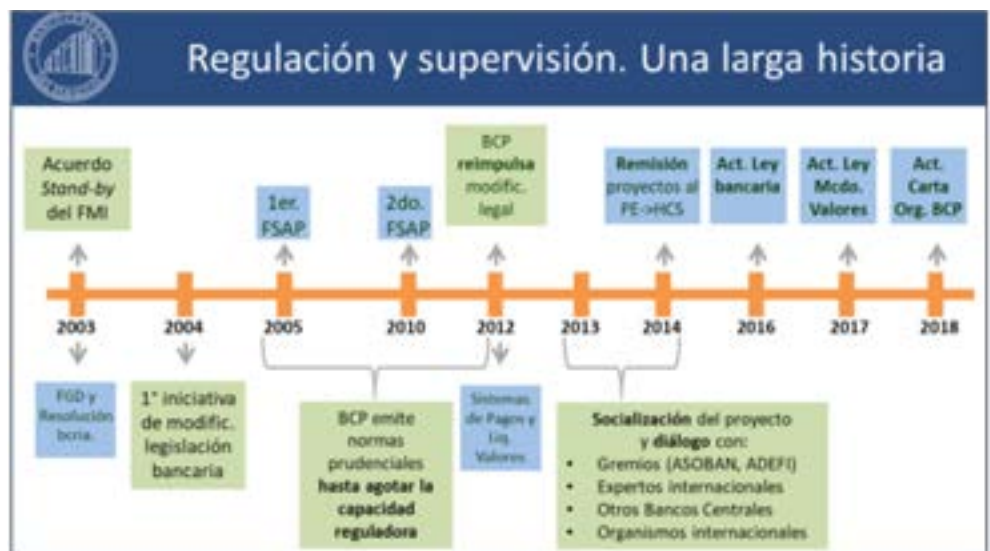 Regulación y supervisión. Una larga historia
Acuerdo
Stand-by
del FMI
1er.
FSAP
2do.
FSAP
BCP
reimpulsa
modific.
legal
Remisión
proyectos al
PE->HCS
Act. Ley
bancaria
Act. Ley
Mcdo.
Valores
Act.
Carta
Org. BCP
2003
2004
2005
2010
2012
2013
2014
2016
2017
2018
FGD y
Resolución
bcria.
1° iniciativa
de modific.
legislación
bancaria
BCP emite
normas
prudenciales
hasta agotar la
capacidad
reguladora
Sistemas
de Pagos y
Liq.
Valores
Socialización del proyecto
y diálogo con:
• Gremios (ASOBAN, ADEFI)
• Expertos internacionales
• Otros Bancos Centrales
• Organismos internacionales